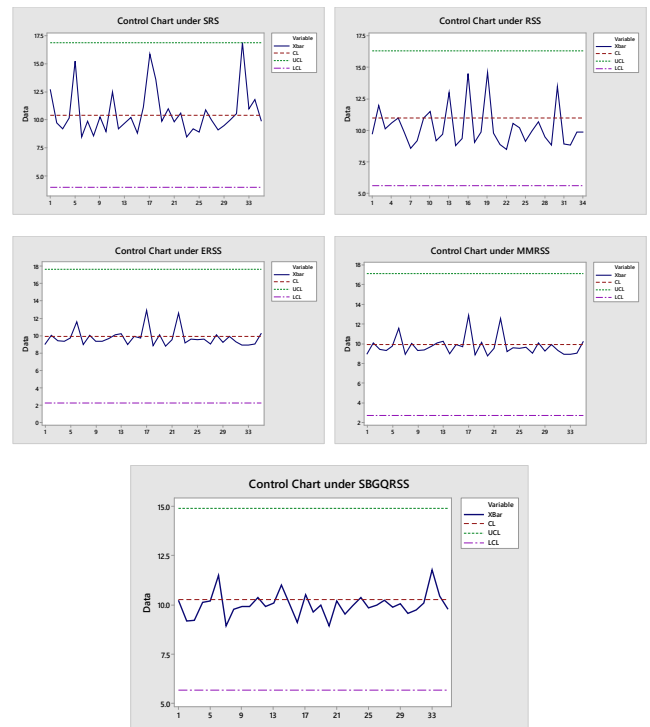 Control Chart under SRS
17.5
15.0
12.5
10.0
7.5
5.0
Data
1 5 9 13 17 21 25 29 33
Variable
Xbar
CL
UCL
LCL
Control Chart under RSS
17.5
15.0
12.5
10.0
7.5
5.0
Data
1 4 7 10 13 16 19 22 25 28 31 34
Variable
Xbar
CL
UCL
LCL
Control Chart under ERSS
18
16
14
12
10
8
6
4
2
0
Data
1 5 9 13 17 21 25 29 33
Variable
Xbar
CL
UCL
LCL
Control Chart under MMRSS
18
16
14
12
10
8
6
4
2
Data
1 5 9 13 17 21 25 29 33
Variable
Xbar
CL
UCL
LCL
Control Chart under SBGQRSS
15.0
12.5
10.0
7.5
5.0
Data
1 5 9 13 17 21 25 29 33
Variable
XBar
CL
UCL
LCL